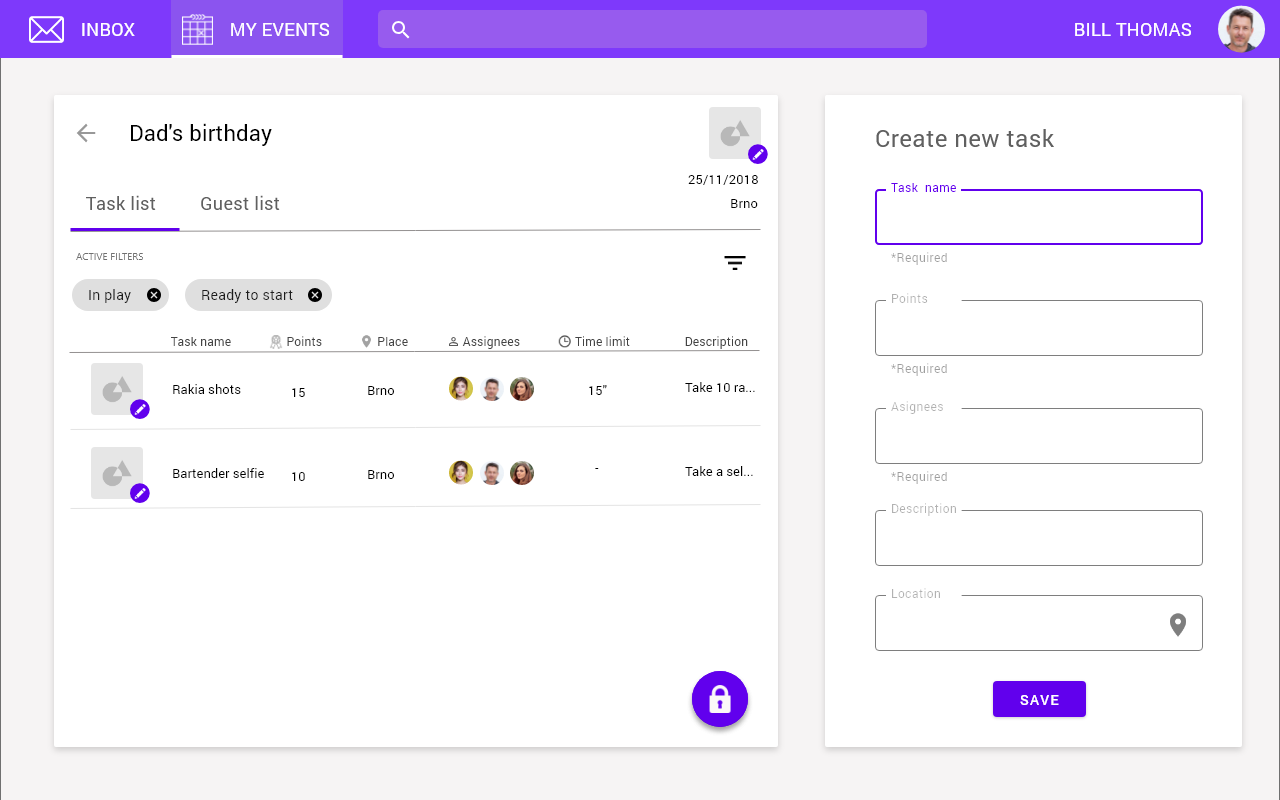 INBOX
MY EVENTS
BILL THOMAS
Dad's birthday
25/11/2018
Brno
Task list
Guest list
ACTIVE FILTERS
In play
Ready to start
Task name Points Place Assignees Time limit Description
Rakia shots 15 Brno 15" Take 10 ra...
Bartender selfie 10 Brno - Take a sel...
Create new task
Task name
*Required
Points
*Required
Asignees
*Required
Description
Location
SAVE